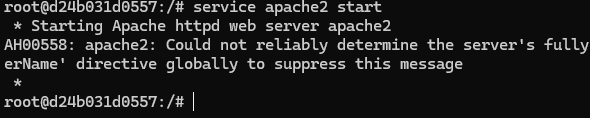 root@d24b031d0557:/# service apache2 start
 * Starting Apache httpd web server apache2
AH00558: apache2: Could not reliably determine the server's fully
erName' directive globally to suppress this message
 *
root@d24b031d0557:/#